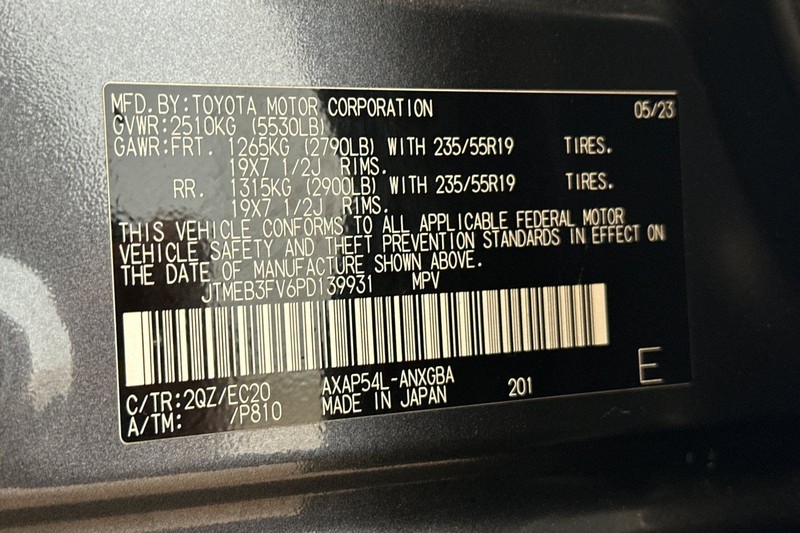 MFD.BY:TOYOTA MOTOR CORPORATION 05/23
GVWR:2510KG (5530LB)
GAWR:FRT. 1265KG (2790LB) WITH 235/55R19 TIRES.
19X7 1/2J RIMS.
RR. 1315KG (2900LB) WITH 235/55R19 TIRES.
19X7 1/2J RIMS.
THIS VEHICLE CONFORMS TO ALL APPLICABLE FEDERAL MOTOR
VEHICLE SAFETY AND THEFT PREVENTION STANDARDS IN EFFECT ON
THE DATE OF MANUFACTURE SHOWN ABOVE.
JTMEB3FV6PD139931 MPV
C/TR:2QZ/EC20 AXAP54L-ANXGBA 201 E
A/TM: /P810 MADE IN JAPAN